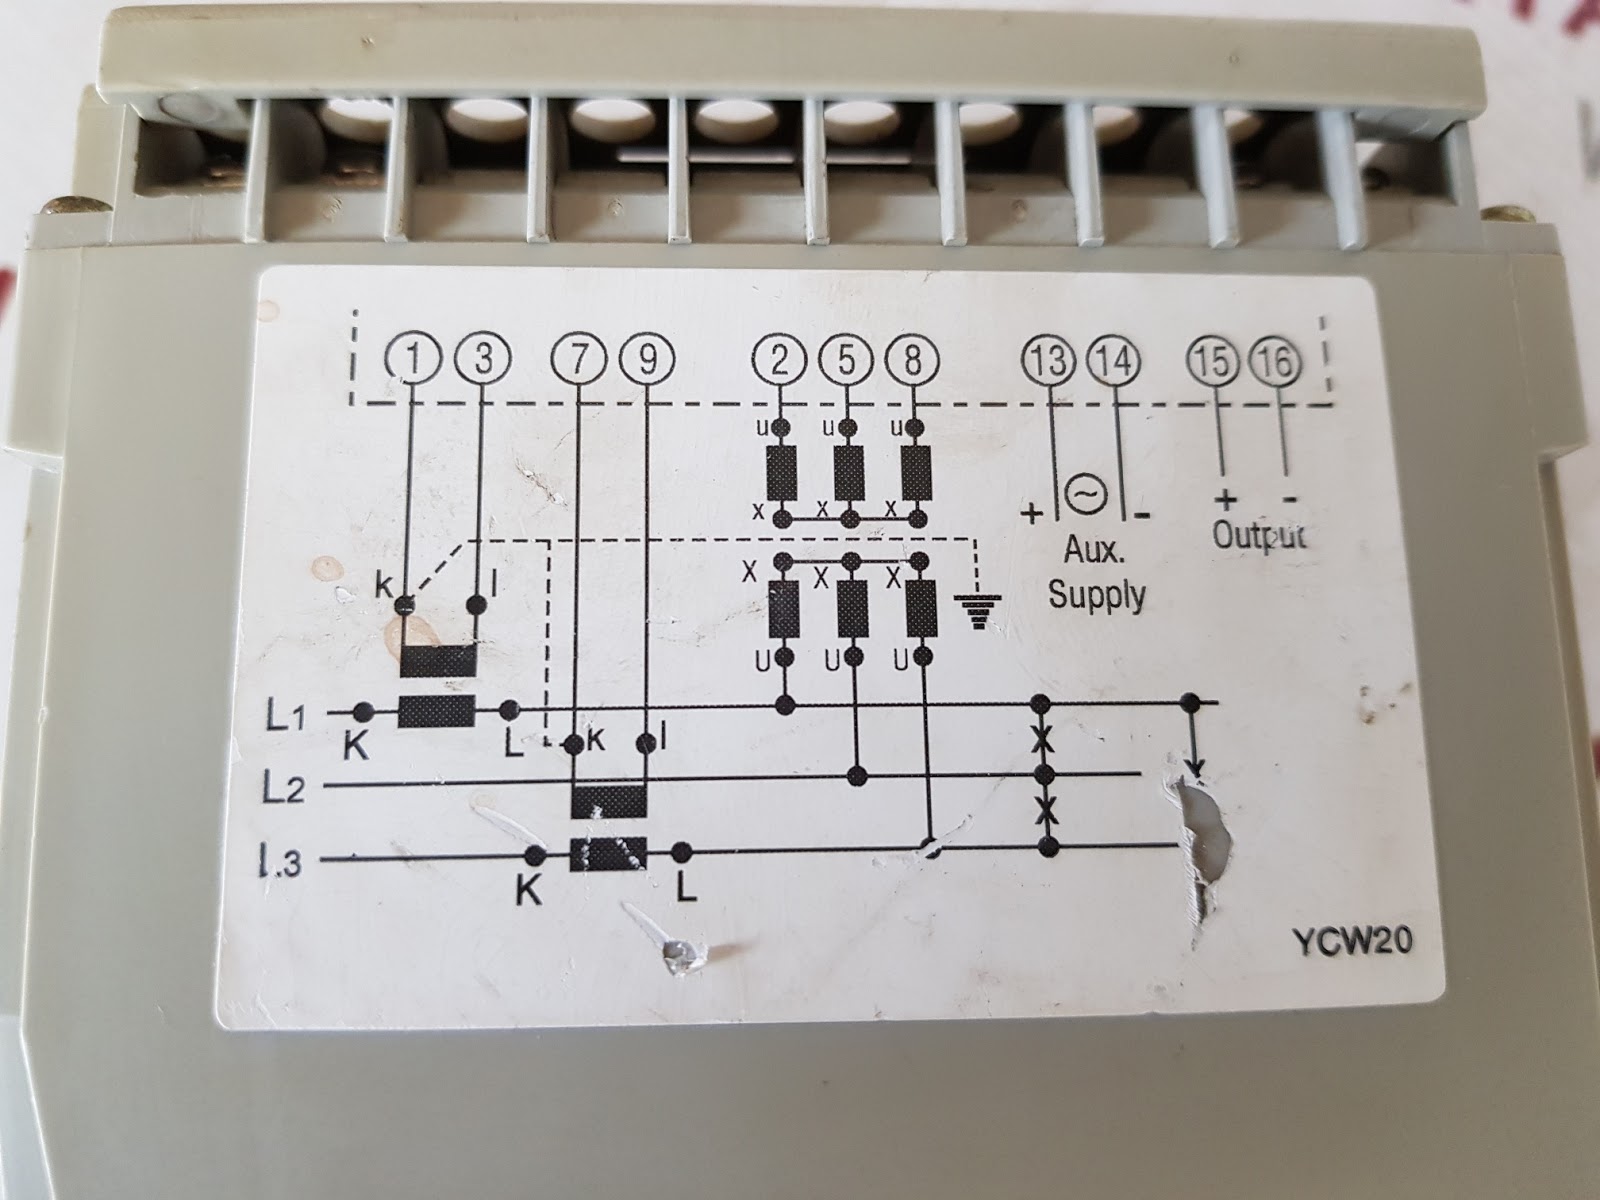 1 3 7 9 2 5 8 13 14 15 16
u u u
x x x
+ ~ - + -
Aux. Output
Supply
k l
X X X
U U U
L1
K L k l
X
L2
X
L3
K L
YCW20